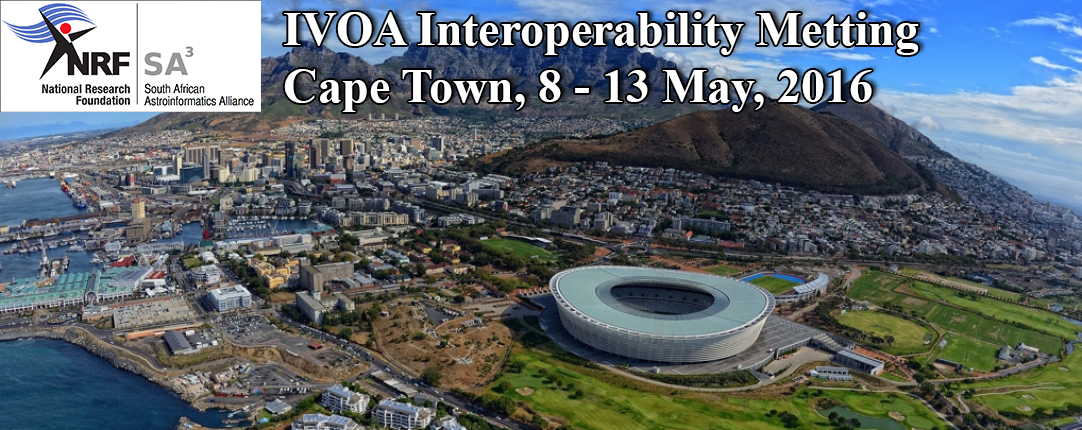 IVOA Interoperability Metting
Cape Town, 8 - 13 May, 2016
NRF
National Research
Foundation
SA³
South African
Astroinformatics Alliance